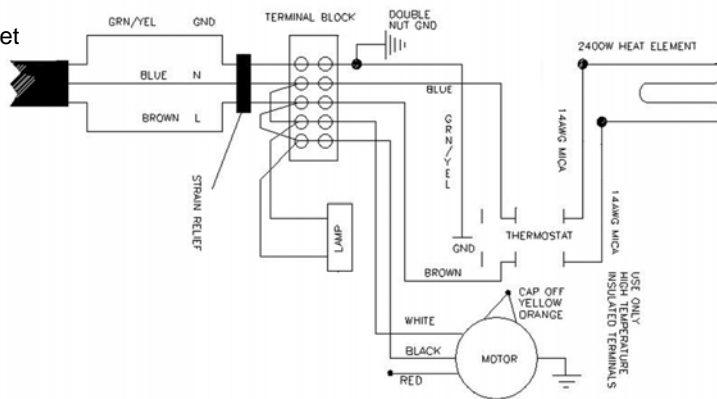 et
GRN/YEL GND
BLUE N
BROWN L
STRAIN RELIEF
TERMINAL BLOCK
DOUBLE
NUT GND
BLUE
GRN/YEL
GND
LAMP
BROWN
WHITE
BLACK
RED
CAP OFF
YELLOW
ORANGE
MOTOR
THERMOSTAT
2400W HEAT ELEMENT
14AWG MICA
14AWG MICA
USE ONLY
HIGH TEMPERATURE
INSULATED TERMINALS